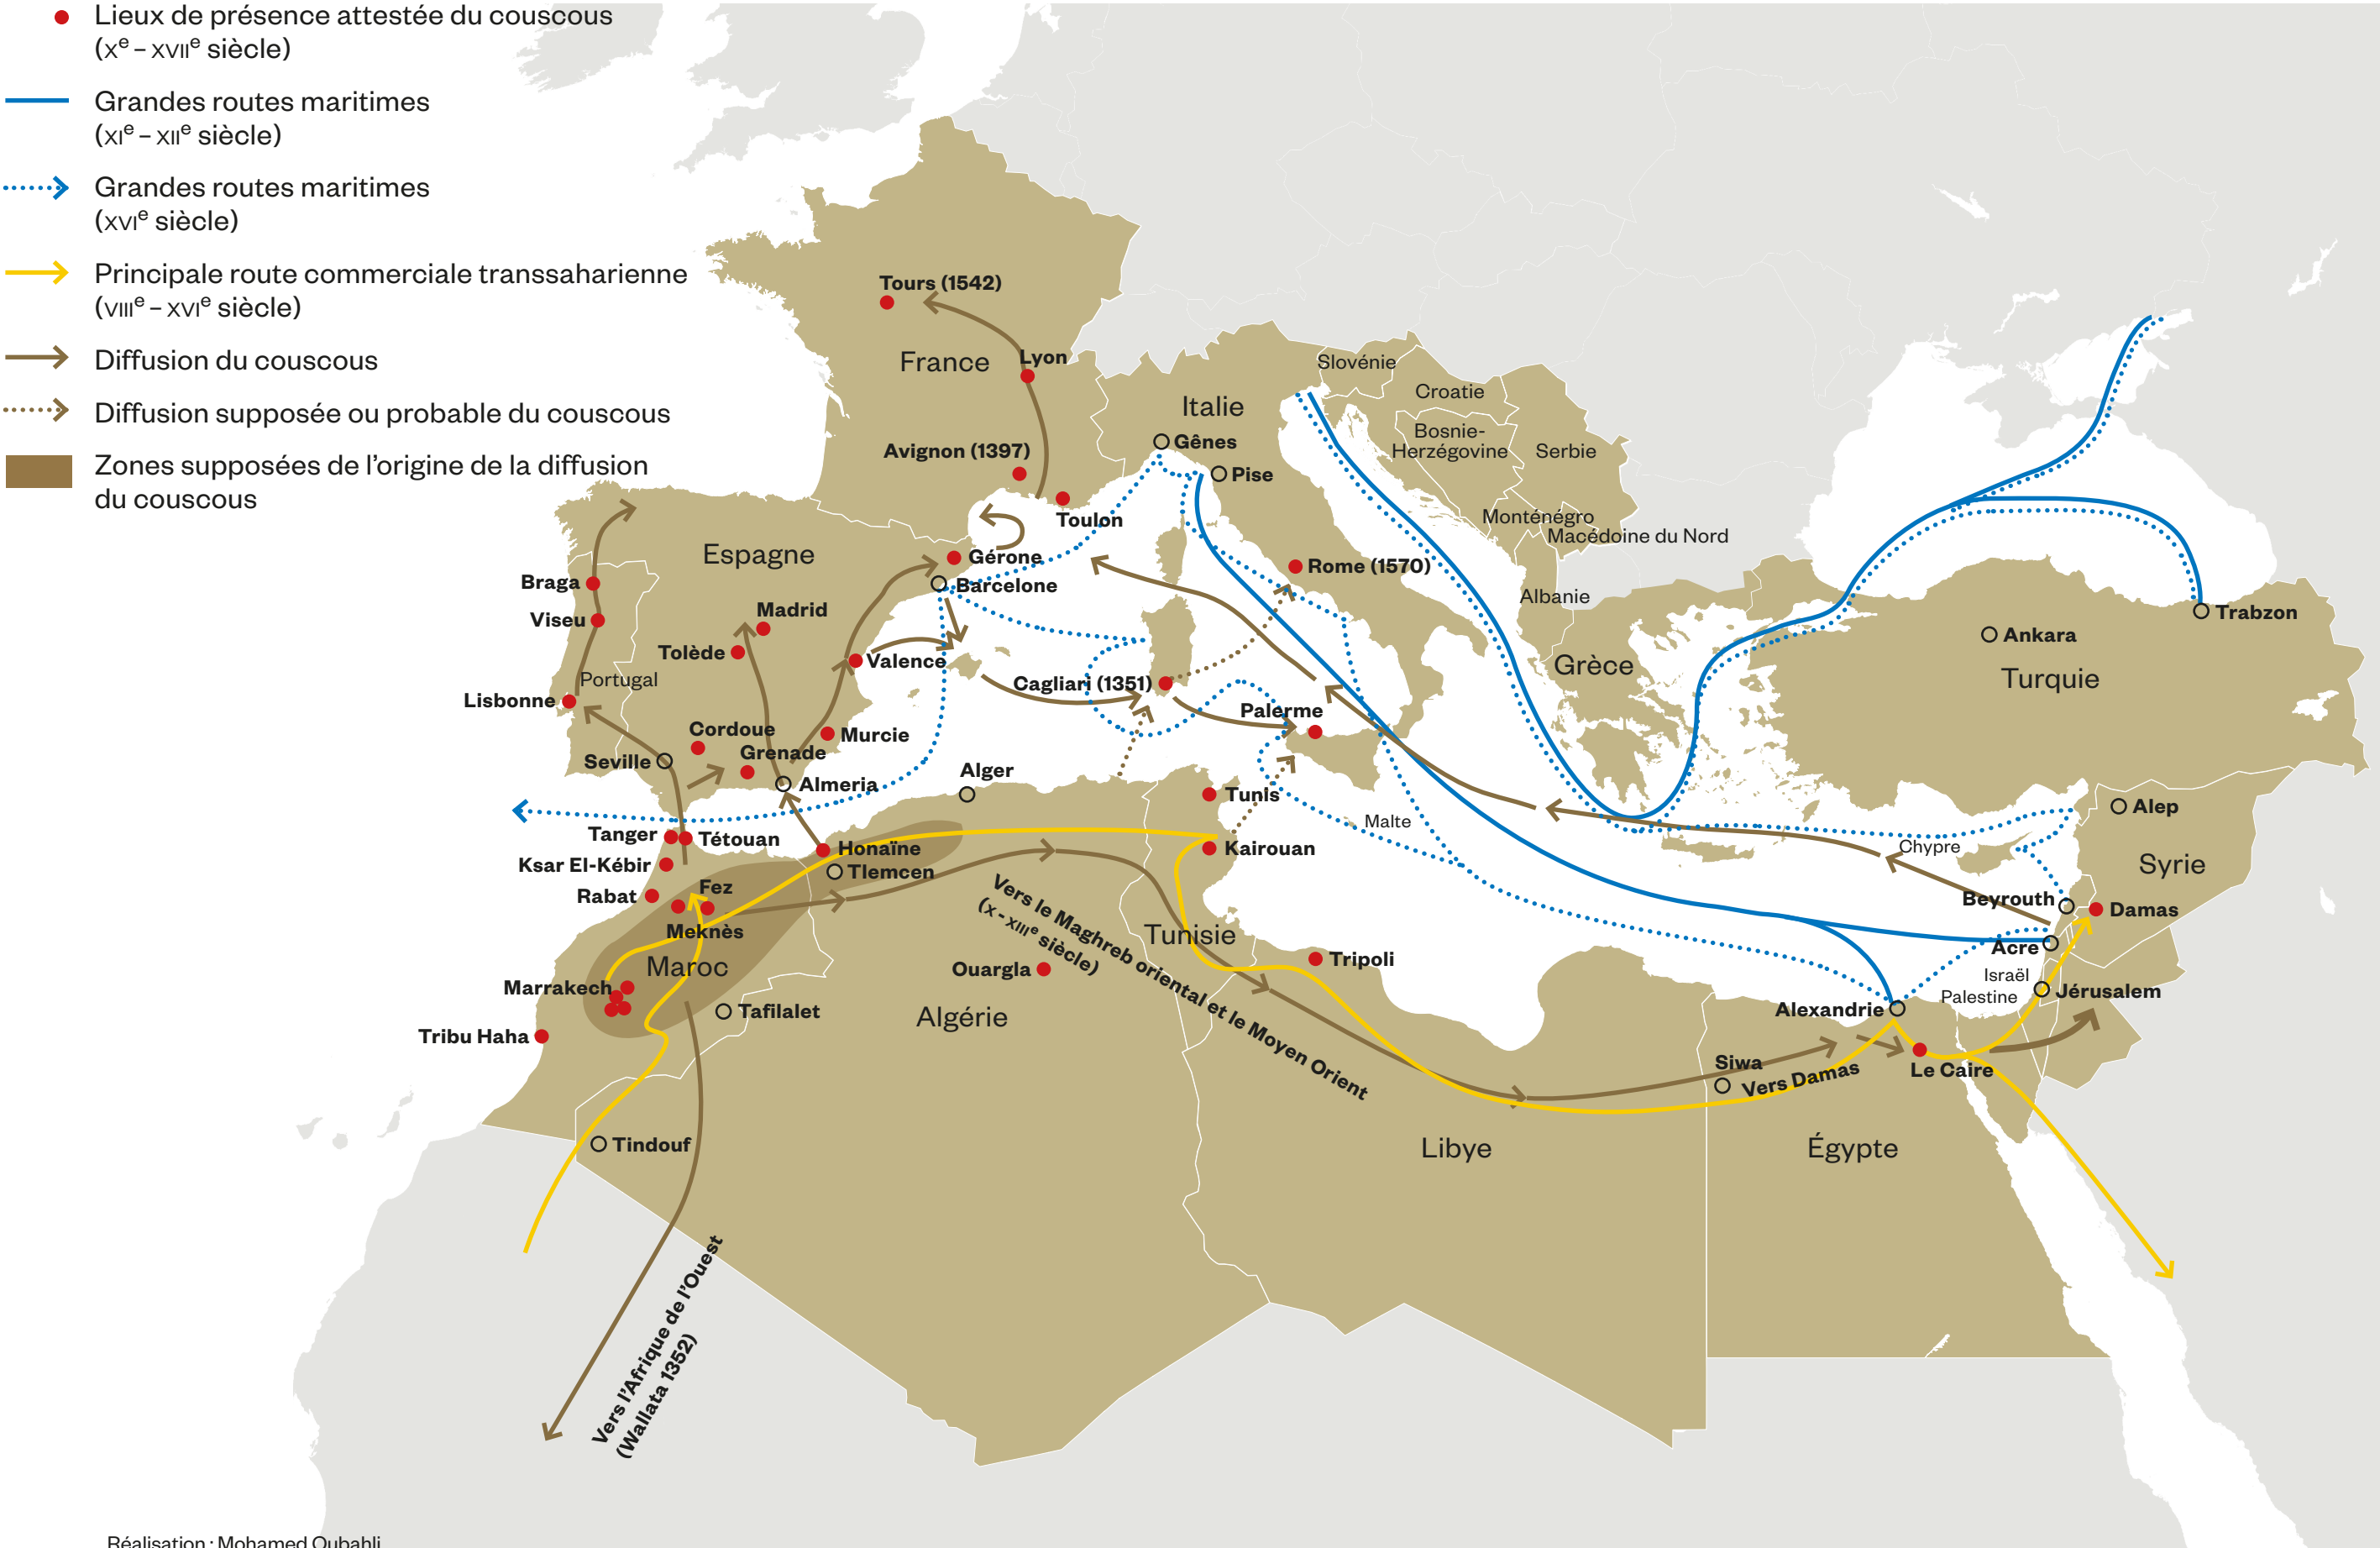 Lieux de présence attestée du couscous
(Xe – XVIIe siècle)
Grandes routes maritimes
(XIe – XIIe siècle)
Grandes routes maritimes
(XVIe siècle)
Principale route commerciale transsaharienne
(VIIIe – XVIe siècle)
Diffusion du couscous
Diffusion supposée ou probable du couscous
Zones supposées de l’origine de la diffusion
du couscous
Tours (1542)
France
Lyon
Avignon (1397)
Toulon
Italie
Gênes
Pise
Slovénie
Croatie
Bosnie-
Herzégovine
Serbie
Monténégro
Macédoine du Nord
Albanie
Rome (1570)
Espagne
Gérone
Barcelone
Braga
Viseu
Madrid
Tolède
Valence
Portugal
Lisbonne
Cagliari (1351)
Palerme
Grèce
Ankara
Turquie
Trabzon
Cordoue
Grenade
Murcie
Seville
Almeria
Alger
Tunis
Malte
Alep
Tanger
Tétouan
Honaïne
Kairouan
Chypre
Syrie
Ksar El-Kébir
Tlemcen
Rabat
Fez
Meknès
Beyrouth
Damas
Vers le Maghreb oriental et le Moyen Orient
(X - XIIIe siècle)
Tunisie
Acre
Maroc
Ouargla
Tripoli
Israël
Palestine
Jérusalem
Marrakech
Tafilalet
Algérie
Alexandrie
Tribu Haha
Siwa
Vers Damas
Le Caire
Tindouf
Libye
Égypte
Vers l’Afrique de l’Ouest
(Wallata 1352)
Réalisation : Mohamed Oubahli